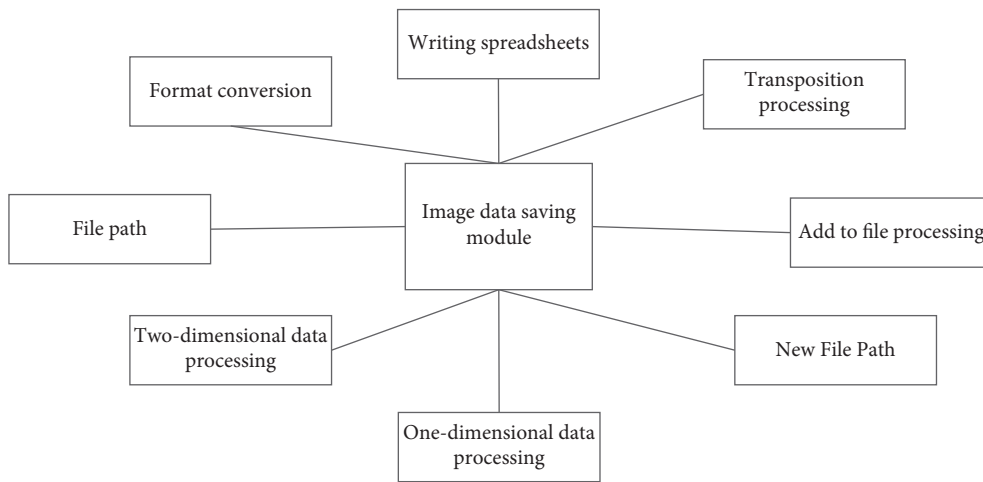 Writing spreadsheets
Format conversion
Transposition
processing
File path
Image data saving
module
Add to file processing
Two-dimensional data
processing
New File Path
One-dimensional data
processing